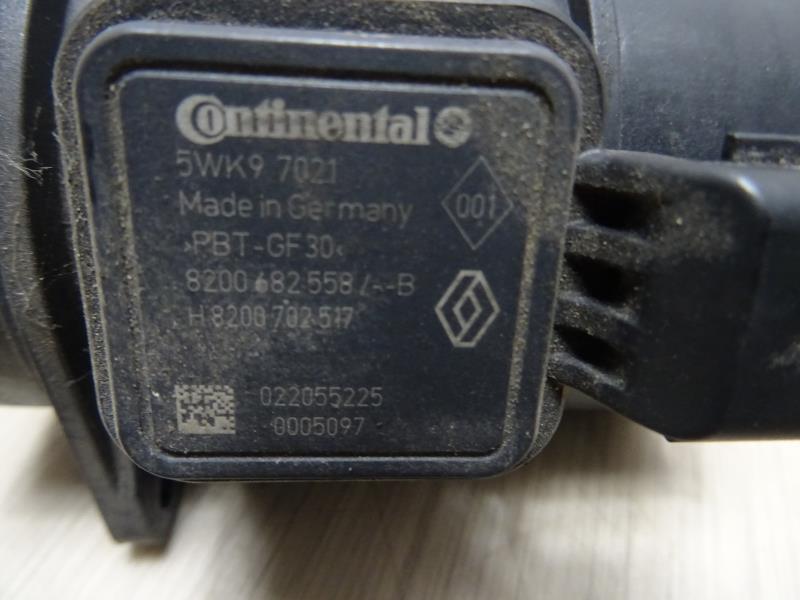 Continental
5WK9 7021
Made in Germany
001
>PBT-GF30<
8200 682 558 /--B
H 8200 702 517
022055225
0005097